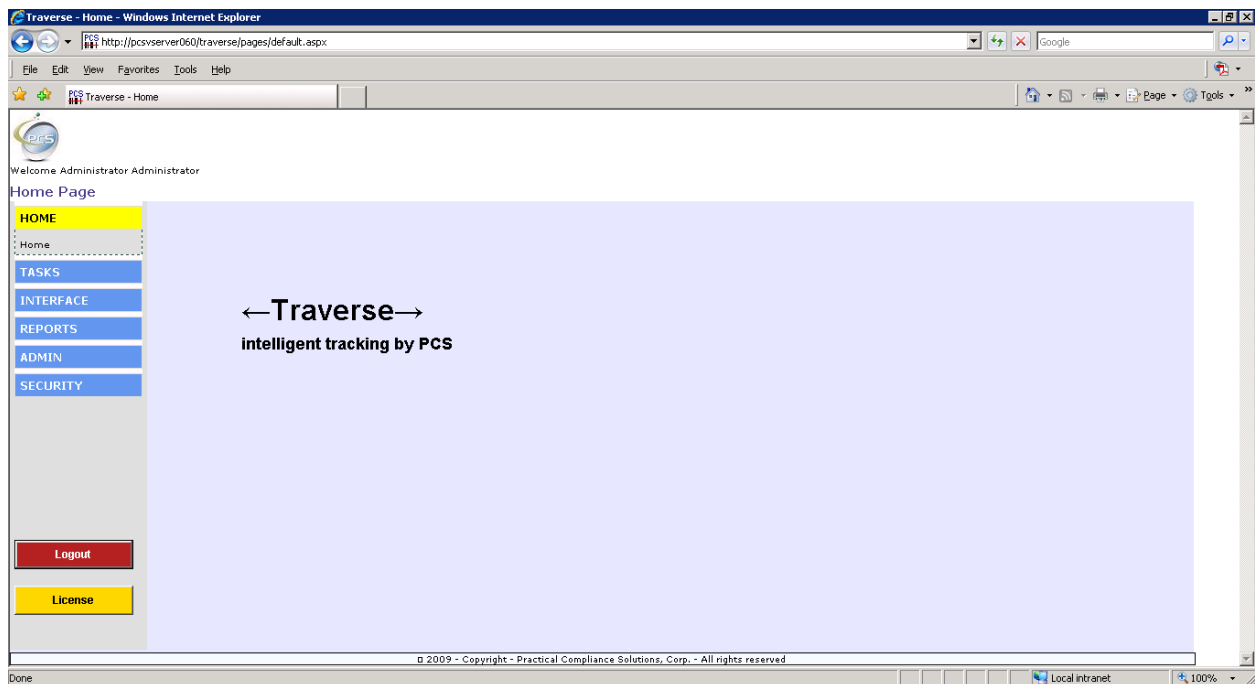 Traverse - Home - Windows Internet Explorer
http://pcsvserver060/traverse/pages/default.aspx
Google
File Edit View Favorites Tools Help
PCS Traverse - Home
Page Tools »
PCS
Welcome Administrator Administrator
Home Page
HOME
Home
TASKS
INTERFACE
REPORTS
ADMIN
SECURITY
←Traverse→
intelligent tracking by PCS
Logout
License
▯ 2009 - Copyright - Practical Compliance Solutions, Corp. - All rights reserved
Done
Local intranet
100%